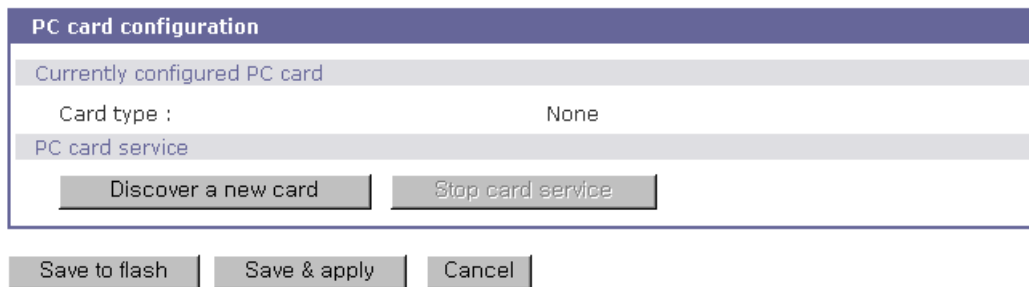 PC card configuration
Currently configured PC card
Card type : None
PC card service
Discover a new card Stop card service
Save to flash Save & apply Cancel